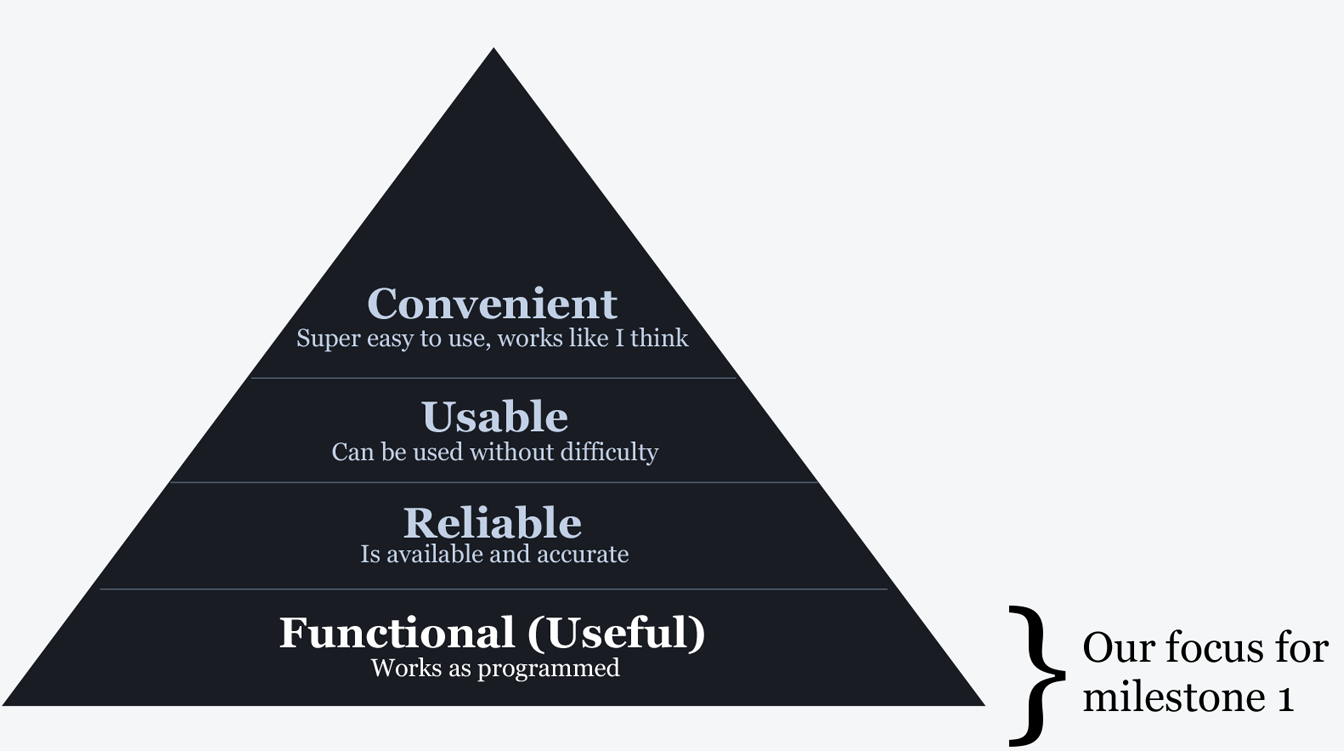 Convenient
Super easy to use, works like I think
Usable
Can be used without difficulty
Reliable
Is available and accurate
Functional (Useful)
Works as programmed
}
Our focus for
milestone 1